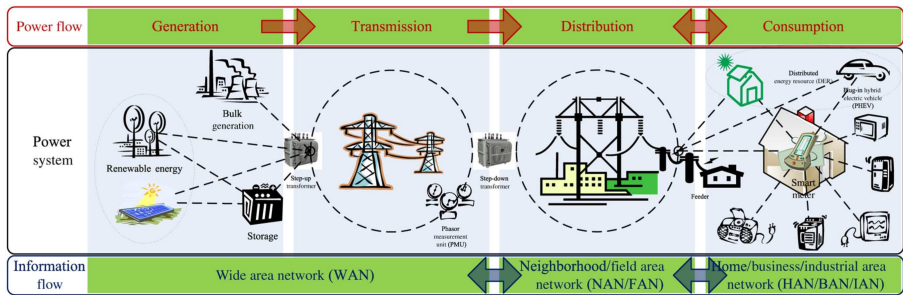 Power flow
Generation
Transmission
Distribution
Consumption
Power
system
Bulk
generation
Renewable energy
Storage
Step-up
transformer
Phasor
measurement
unit (PMU)
Step-down
transformer
Feeder
Distributed
energy resource (DER)
Plug-in hybrid
electric vehicle
(PHEV)
Smart
meter
Information
flow
Wide area network (WAN)
Neighborhood/field area
network (NAN/FAN)
Home/business/industrial area
network (HAN/BAN/IAN)